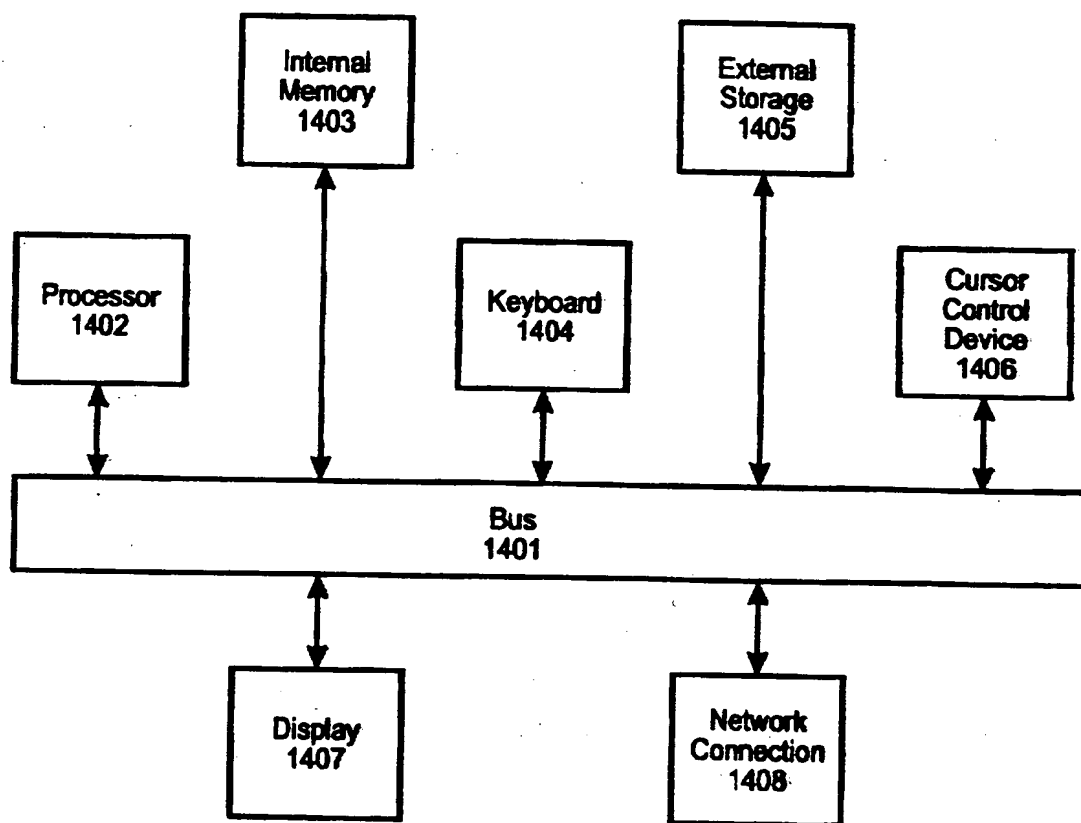 Internal
Memory
1403
External
Storage
1405
Processor
1402
Keyboard
1404
Cursor
Control
Device
1406
Bus
1401
Display
1407
Network
Connection
1408